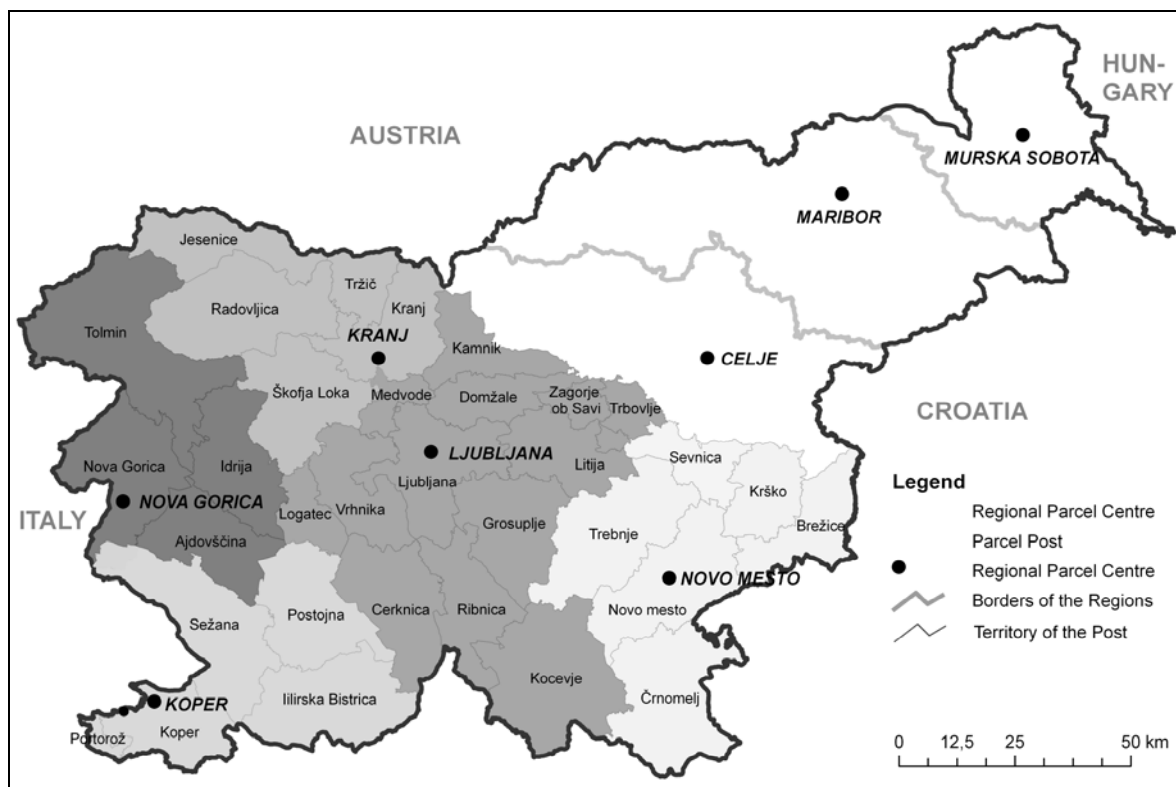 HUN-
GARY
AUSTRIA
MURSKA SOBOTA
MARIBOR
Jesenice
Tržič
Radovljica
Kranj
Tolmin
KRANJ
Kamnik
CELJE
Škofja Loka
Medvode
Domžale
Zagorje
ob Savi
Trbovlje
CROATIA
LJUBLJANA
Sevnica
Nova Gorica
Idrija
Ljubljana
Litija
Krško
Legend
NOVA GORICA
ITALY
Logatec
Vrhnika
Grosuplje
Trebnje
Brežice
Regional Parcel Centre
Parcel Post
Ajdovščina
NOVO MESTO
Regional Parcel Centre
Postojna
Cerknica
Ribnica
Novo mesto
Borders of the Regions
Sežana
Territory of the Post
Kocevje
KOPER
Iilirska Bistrica
Črnomelj
Portorož
Koper
0 12,5 25 50 km